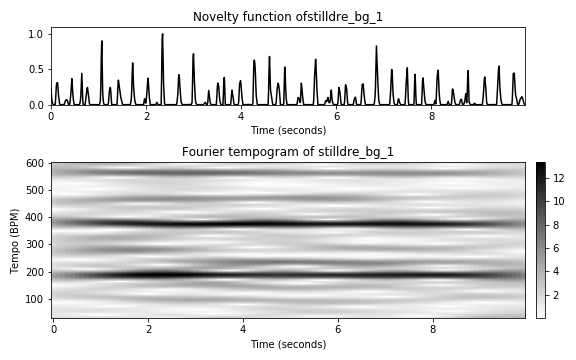 Novelty function ofstilldre_bg_1
1.0
0.5
0.0
0 2 4 6 8
Time (seconds)
Fourier tempogram of stilldre_bg_1
600
500
400
300
200
100
Tempo (BPM)
0 2 4 6 8
Time (seconds)
12
10
8
6
4
2